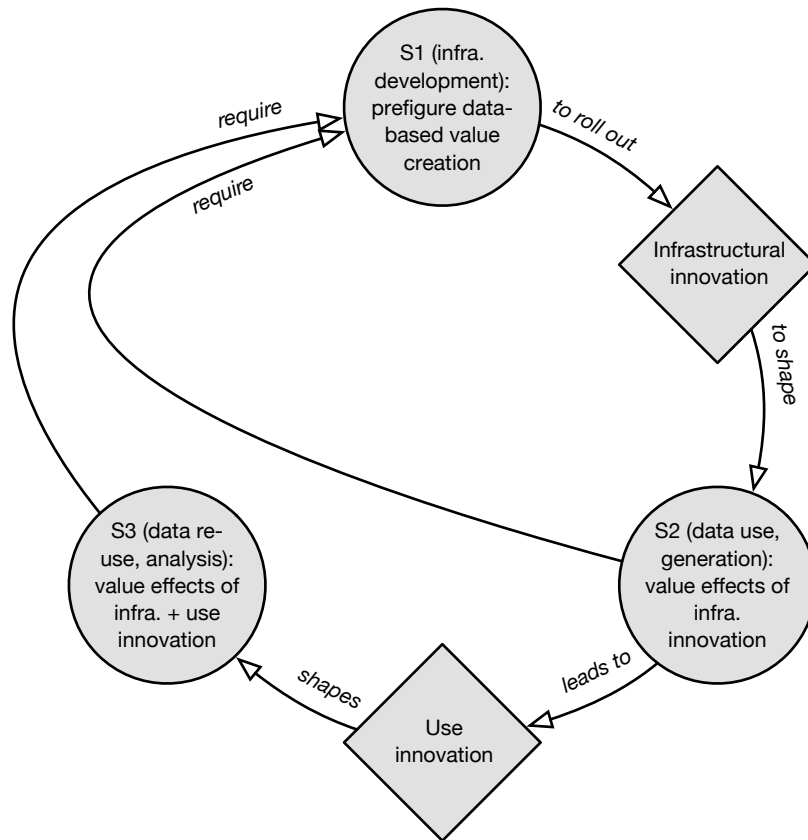 S1 (infra.
development):
prefigure data-
based value
creation
require
to roll out
require
Infrastructural
innovation
to shape
S3 (data re-
use, analysis):
value effects of
infra. + use
innovation
S2 (data use,
generation):
value effects of
infra.
innovation
leads to
shapes
Use
innovation